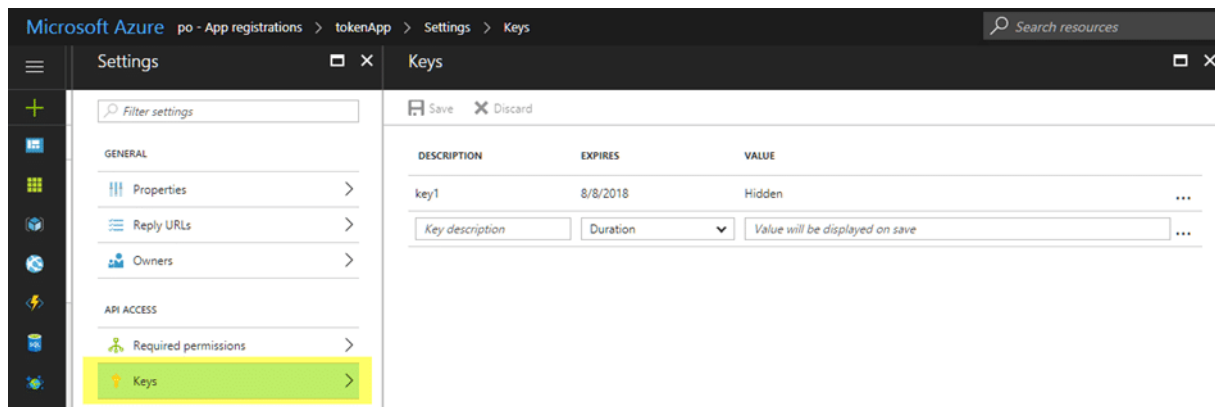 Microsoft Azure po - App registrations > tokenApp > Settings > Keys
Search resources
Settings
Filter settings
GENERAL
Properties
Reply URLs
Owners
API ACCESS
Required permissions
Keys
Keys
Save Discard
DESCRIPTION EXPIRES VALUE
key1 8/8/2018 Hidden ...
Key description Duration Value will be displayed on save ...